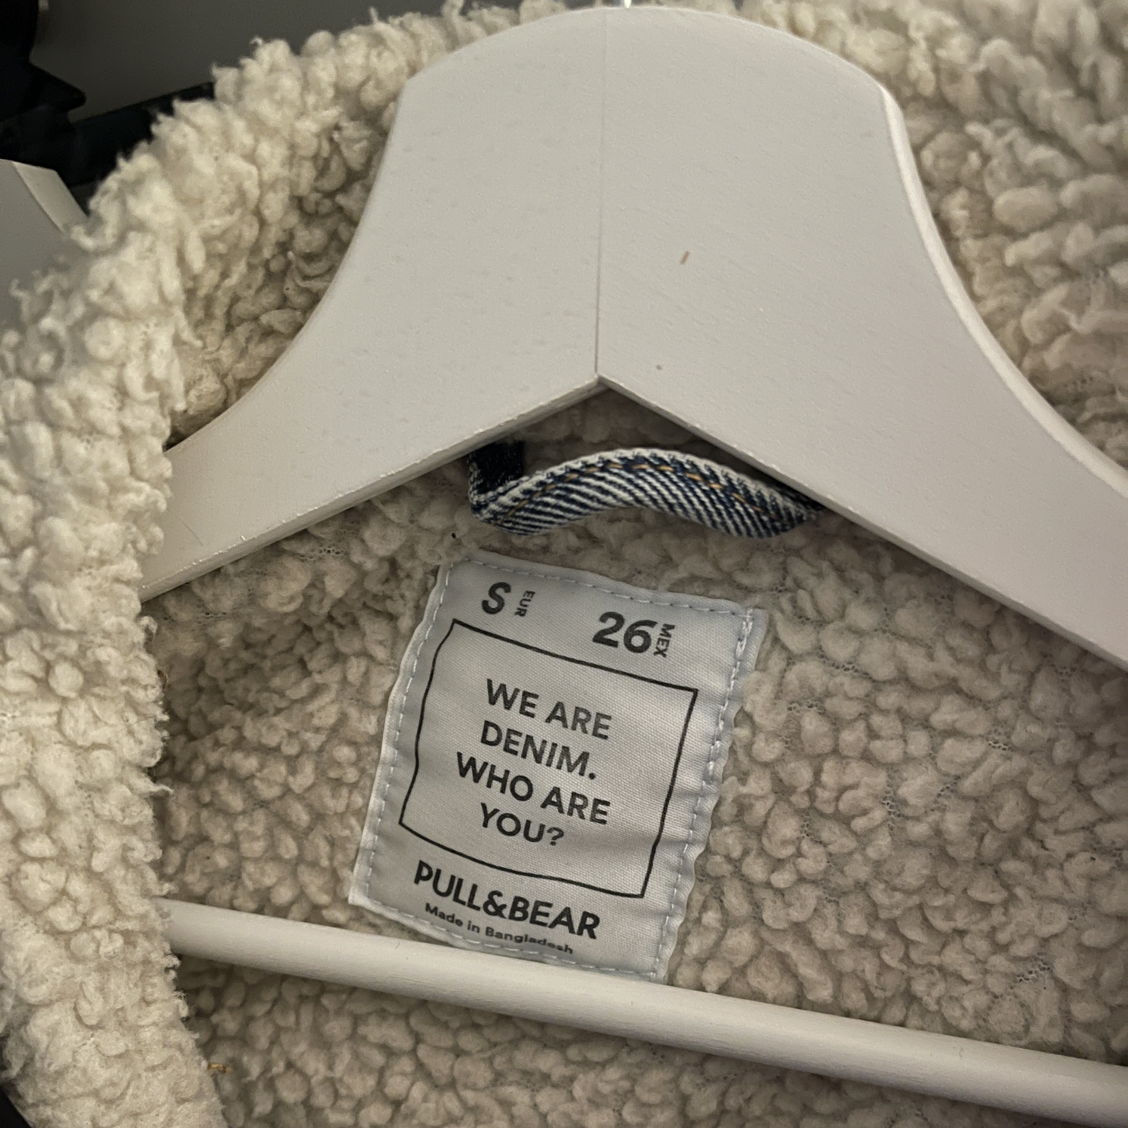 S EUR 26 MEX
WE ARE
DENIM.
WHO ARE
YOU?
PULL&BEAR
Made in Bangladesh